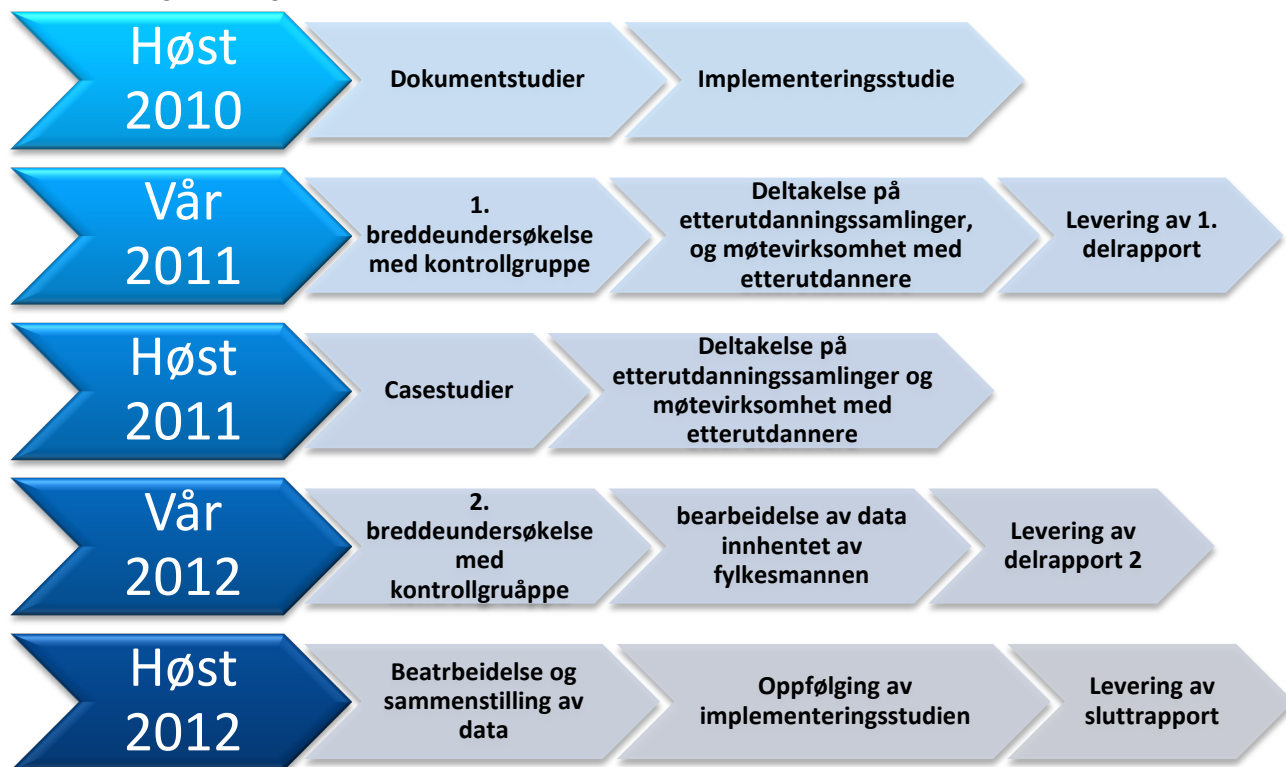 Høst
2010
Dokumentstudier
Implementeringsstudie
Vår
2011
1.
breddeundersøkelse
med kontrollgruppe
Deltakelse på
etterutdanningssamlinger,
og møtevirksomhet med
etterutdannere
Levering av 1.
delrapport
Høst
2011
Casestudier
Deltakelse på
etterutdanningssamlinger og
møtevirksomhet med
etterutdannere
Vår
2012
2.
breddeundersøkelse
med
kontrollgruåppe
bearbeidelse av data
innhentet av
fylkesmannen
Levering av
delrapport 2
Høst
2012
Beatrbeidelse og
sammenstilling av
data
Oppfølging av
implementeringsstudien
Levering av
sluttrapport